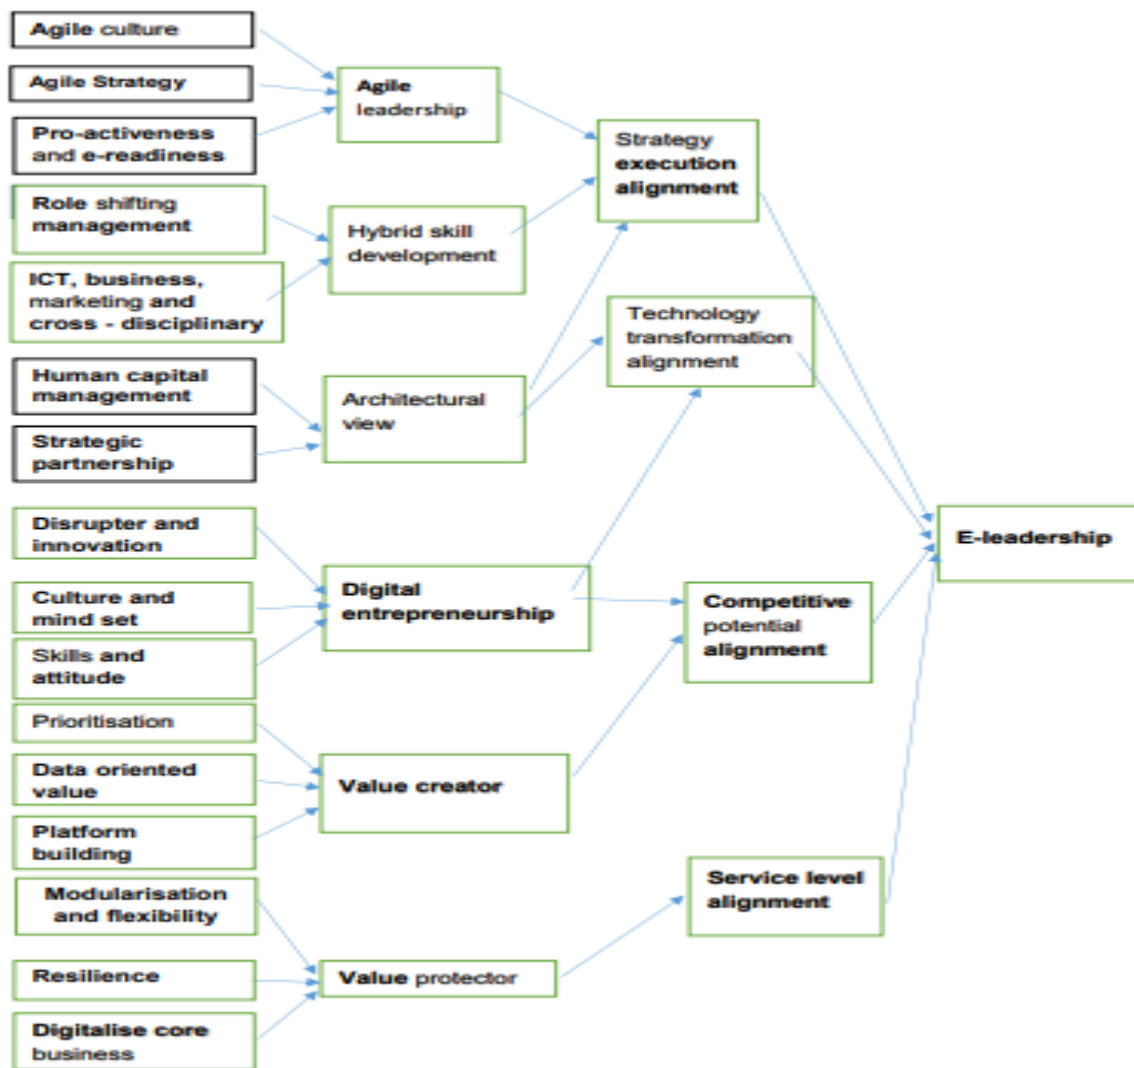 Agile culture
Agile Strategy
Pro-activeness
and e-readiness
Role shifting
management
ICT, business,
marketing and
cross - disciplinary
Human capital
management
Strategic
partnership
Disrupter and
innovation
Culture and
mind set
Skills and
attitude
Prioritisation
Data oriented
value
Platform
building
Modularisation
and flexibility
Resilience
Digitalise core
business
Agile
leadership
Hybrid skill
development
Architectural
view
Digital
entrepreneurship
Value creator
Value protector
Strategy
execution
alignment
Technology
transformation
alignment
Competitive
potential
alignment
Service level
alignment
E-leadership